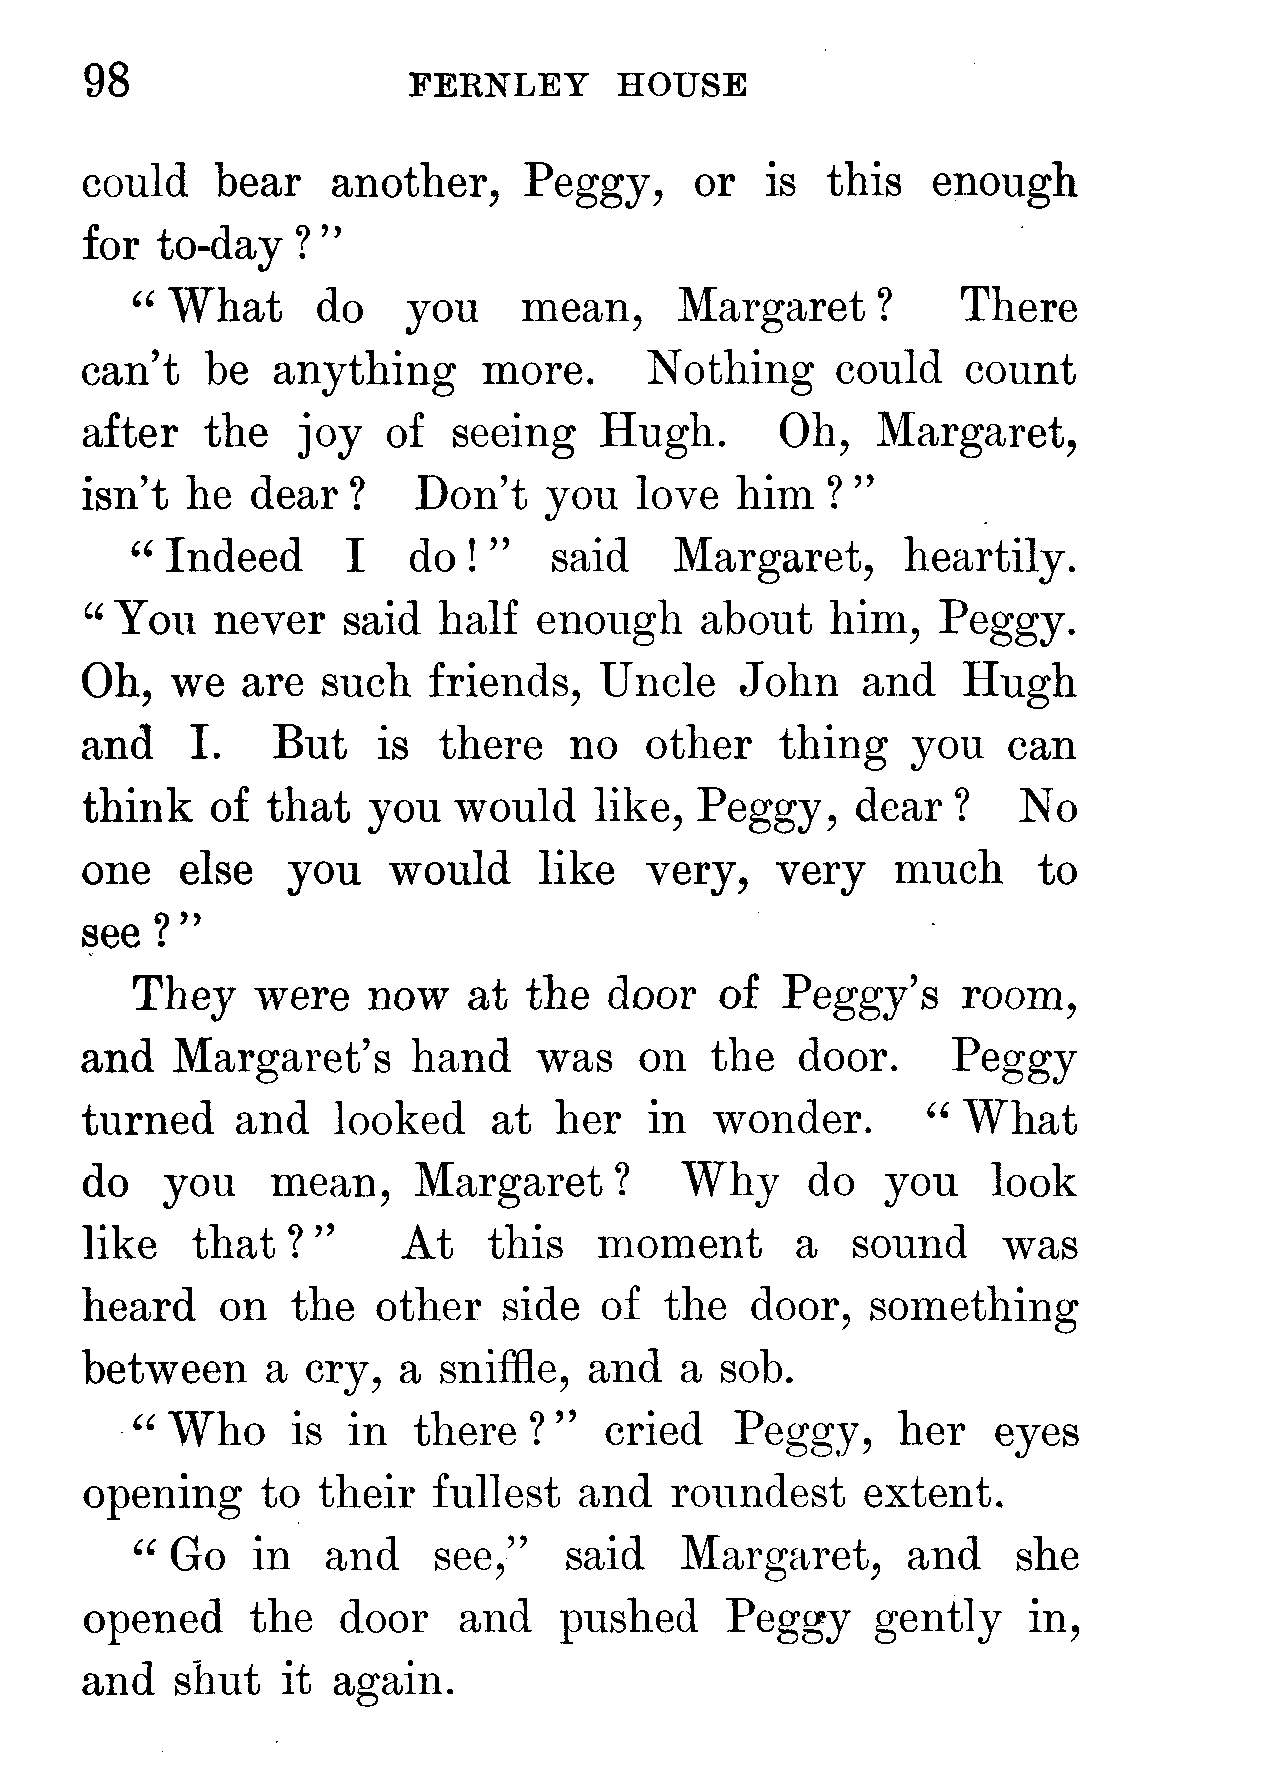 98 FERNLEY HOUSE
could bear another, Peggy, or is this enough
for to-day?"
"What do you mean, Margaret? There
can't be anything more. Nothing could count
after the joy of seeing Hugh. Oh, Margaret,
isn't he dear? Don't you love him?"
"Indeed I do!" said Margaret, heartily.
"You never said half enough about him, Peggy.
Oh, we are such friends, Uncle John and Hugh
and I. But is there no other thing you can
think of that you would like, Peggy, dear? No
one else you would like very, very much to
see?"
They were now at the door of Peggy's room,
and Margaret's hand was on the door. Peggy
turned and looked at her in wonder. "What
do you mean, Margaret? Why do you look
like that?" At this moment a sound was
heard on the other side of the door, something
between a cry, a sniffle, and a sob.
"Who is in there?" cried Peggy, her eyes
opening to their fullest and roundest extent.
"Go in and see," said Margaret, and she
opened the door and pushed Peggy gently in,
and shut it again.